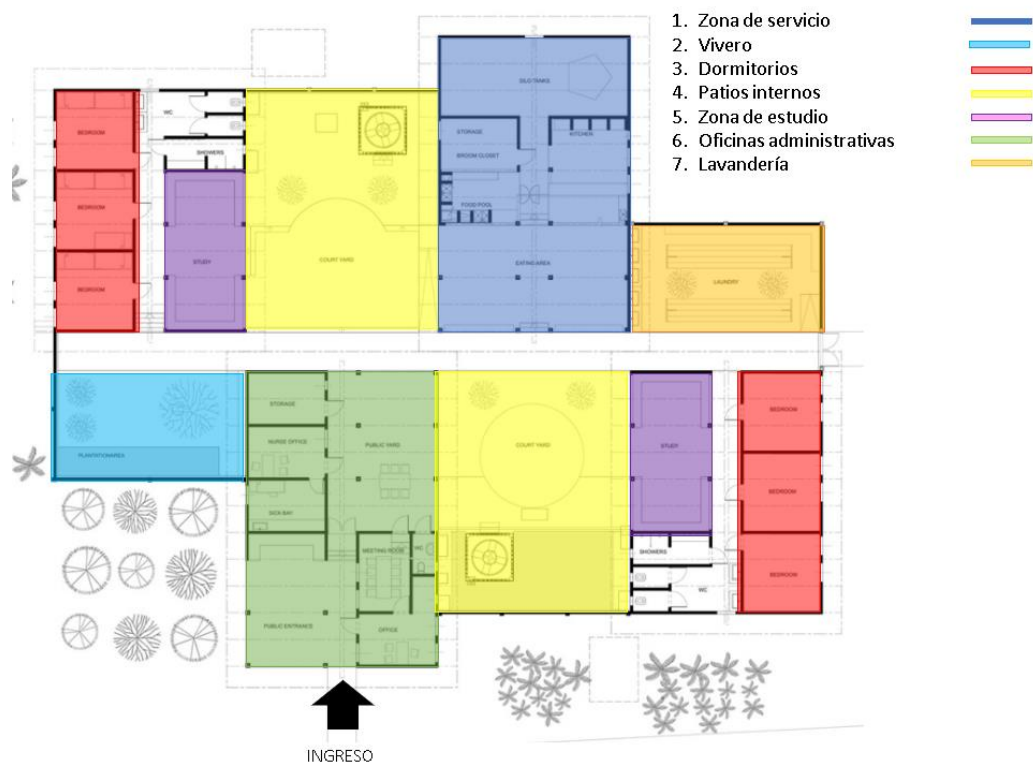 1. Zona de servicio
2. Vivero
3. Dormitorios
4. Patios internos
5. Zona de estudio
6. Oficinas administrativas
7. Lavandería
SILO TANKS
BEDROOM
WC
STORAGE
KITCHEN
SHOWERS
BROOM CLOSET
BEDROOM
FOOD POOL
STUDY
COURT YARD
EATING AREA
BEDROOM
LAUNDRY
STORAGE
BEDROOM
NURSE OFFICE
PUBLIC YARD
COURT YARD
STUDY
PLANTATION AREA
BEDROOM
SICK BAY
MEETING ROOM
WC
SHOWERS
BEDROOM
WC
PUBLIC ENTRANCE
OFFICE
INGRESO